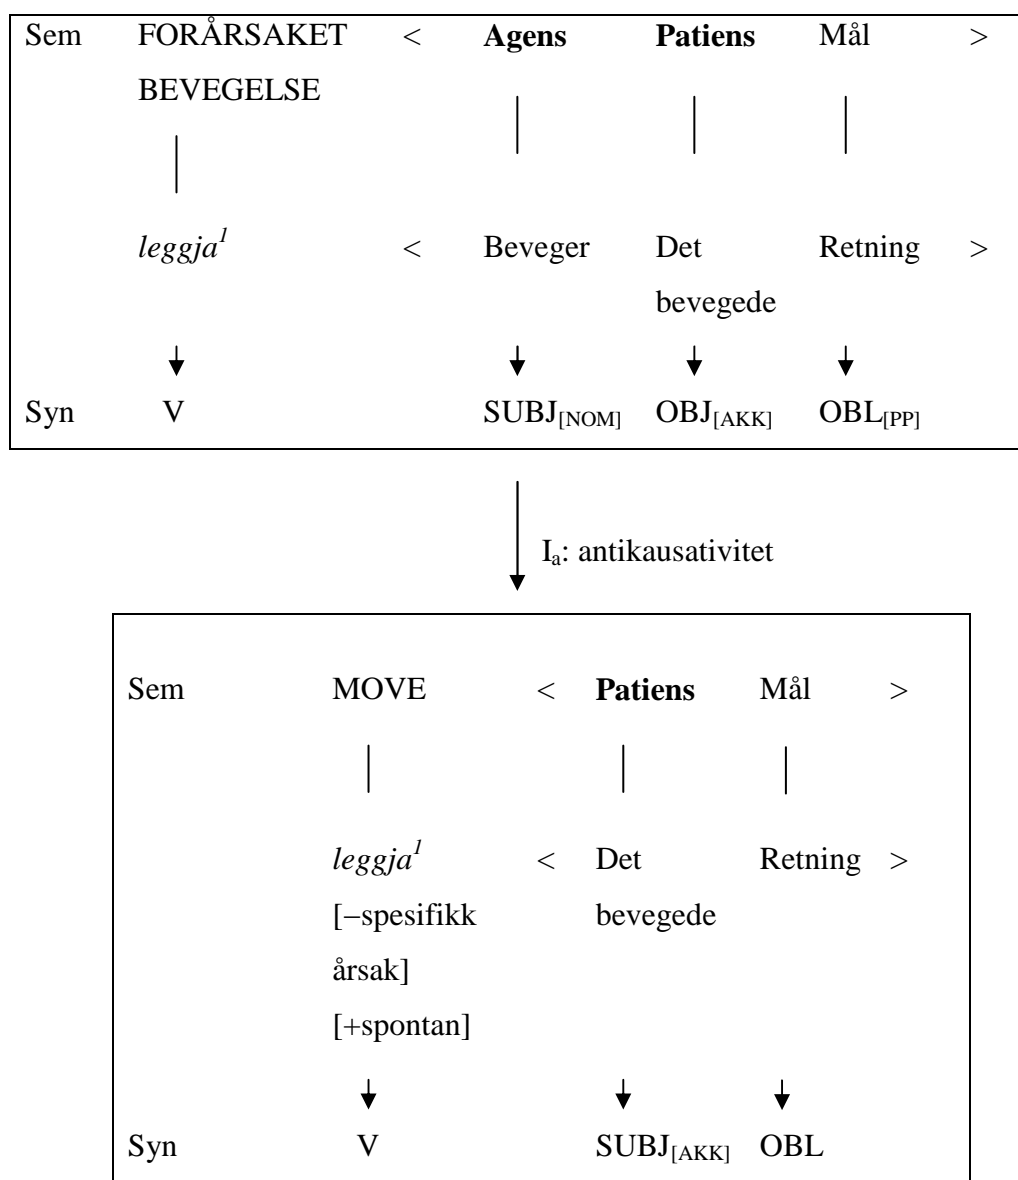 Sem FORÅRSAKET < Agens Patiens Mål >
BEVEGELSE
leggja¹ < Beveger Det Retning >
bevegede
Syn V SUBJ[NOM] OBJ[AKK] OBL[PP]
Iₐ: antikausativitet
Sem MOVE < Patiens Mål >
leggja¹ < Det Retning >
[−spesifikk bevegede
årsak]
[+spontan]
Syn V SUBJ[AKK] OBL